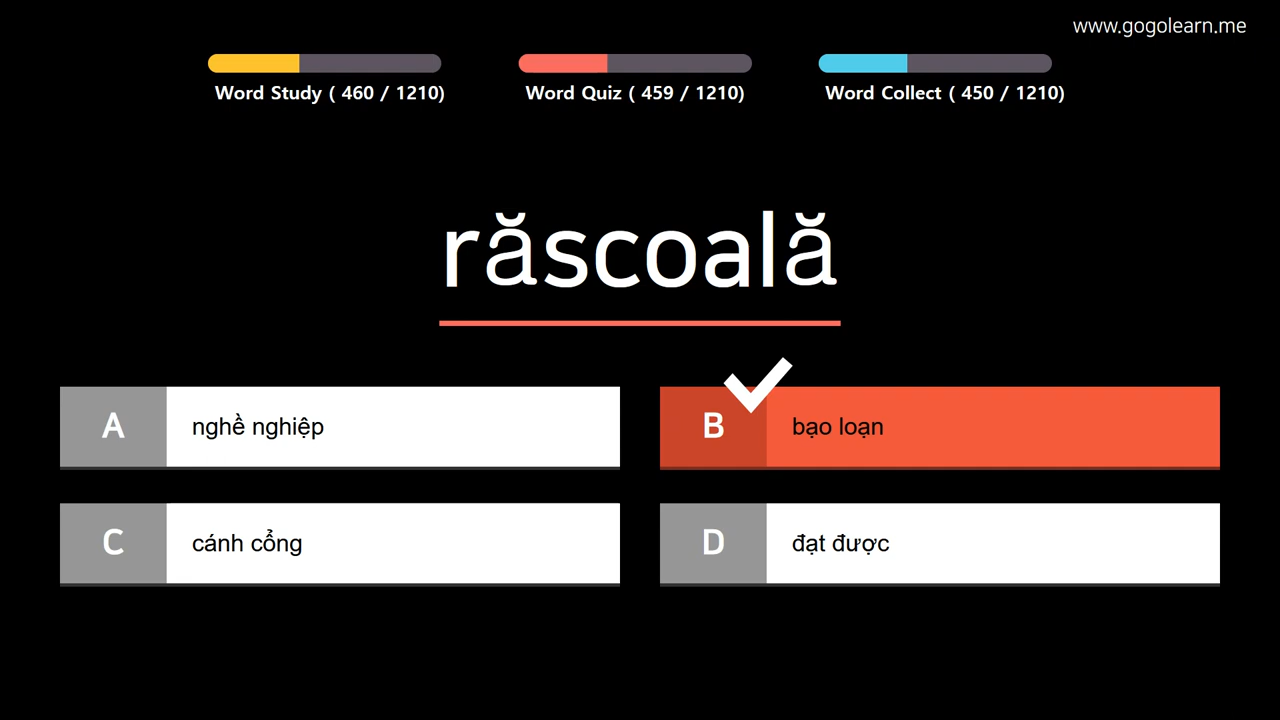 www.gogolearn.me
Word Study ( 460 / 1210)
Word Quiz ( 459 / 1210)
Word Collect ( 450 / 1210)
răscoală
A nghề nghiệp
B bạo loạn
C cánh cổng
D đạt được